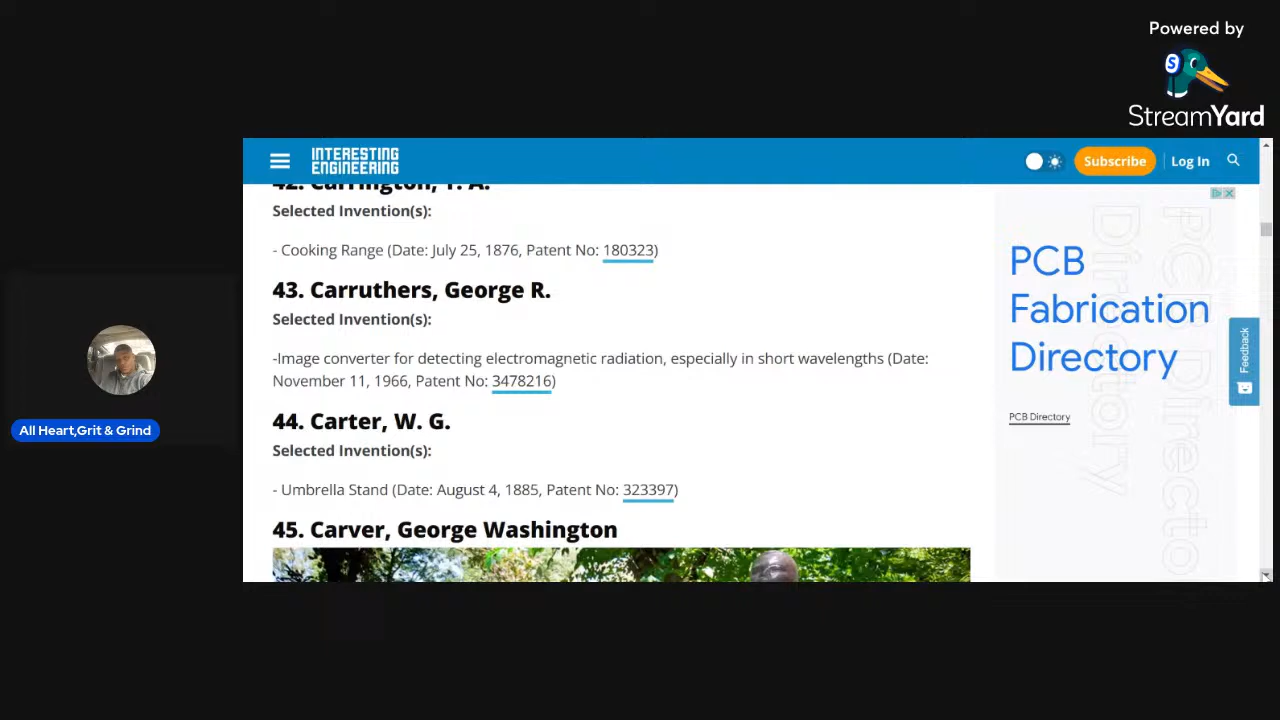 Powered by
StreamYard
INTERESTING
ENGINEERING
Subscribe
Log In
42. Carrington, T. A.
Selected Invention(s):
- Cooking Range (Date: July 25, 1876, Patent No: 180323)
43. Carruthers, George R.
Selected Invention(s):
-Image converter for detecting electromagnetic radiation, especially in short wavelengths (Date:
November 11, 1966, Patent No: 3478216)
44. Carter, W. G.
Selected Invention(s):
- Umbrella Stand (Date: August 4, 1885, Patent No: 323397)
45. Carver, George Washington
PCB
Fabrication
Directory
PCB Directory
Feedback
All Heart,Grit & Grind